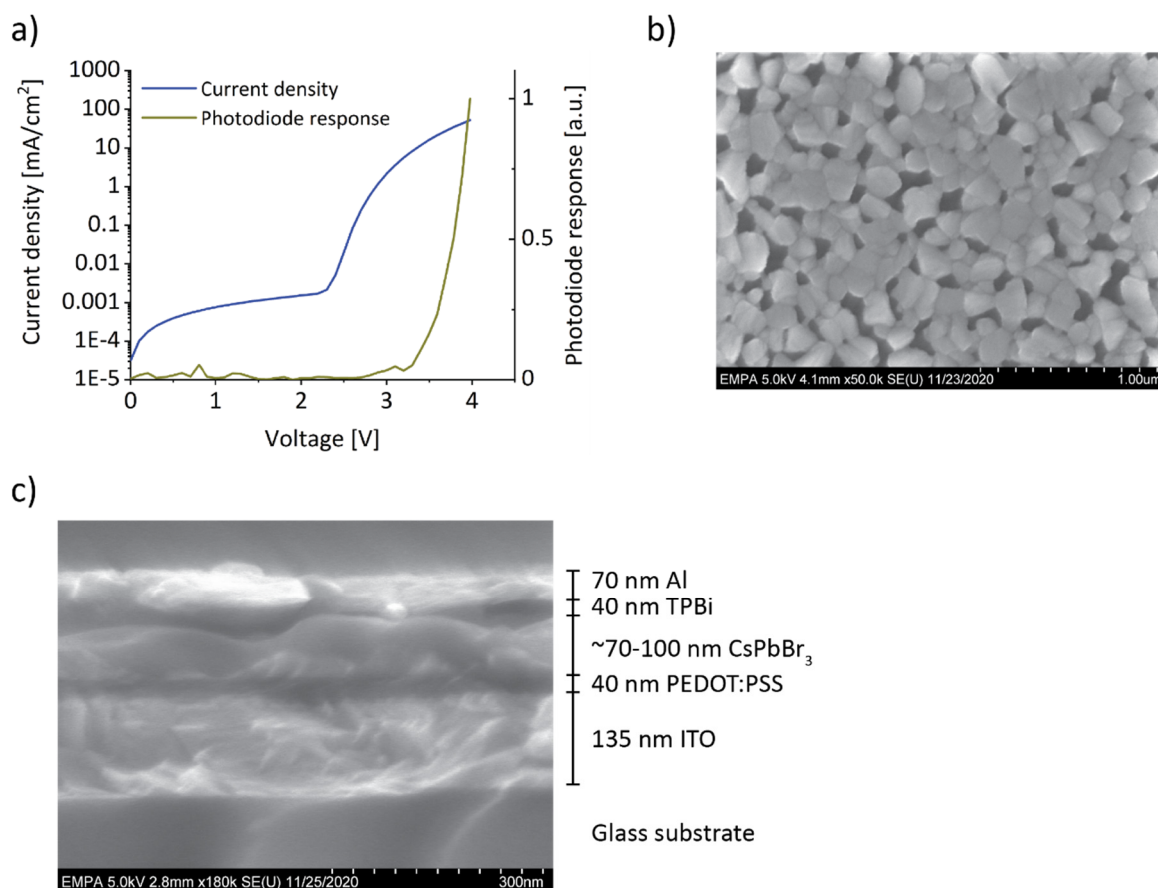 a)
1000
100
10
1
0.1
0.01
0.001
1E-4
1E-5
Current density [mA/cm²]
Current density
Photodiode response
1
0.5
0
Photodiode response [a.u.]
0 1 2 3 4
Voltage [V]
b)
EMPA 5.0kV 4.1mm x50.0k SE(U) 11/23/2020 1.00um
c)
70 nm Al
40 nm TPBi
~70-100 nm CsPbBr₃
40 nm PEDOT:PSS
135 nm ITO
Glass substrate
EMPA 5.0kV 2.8mm x180k SE(U) 11/25/2020 300nm